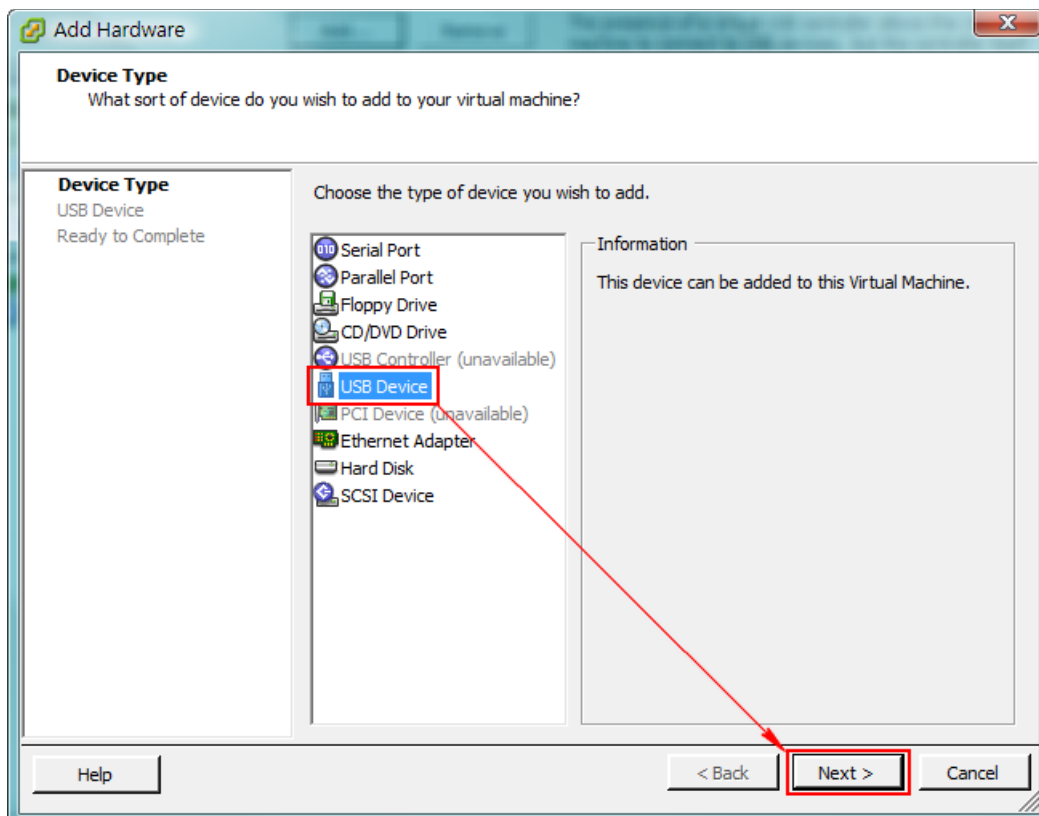 Add Hardware
Device Type
What sort of device do you wish to add to your virtual machine?
Device Type
USB Device
Ready to Complete
Choose the type of device you wish to add.
Serial Port
Parallel Port
Floppy Drive
CD/DVD Drive
USB Controller (unavailable)
USB Device
PCI Device (unavailable)
Ethernet Adapter
Hard Disk
SCSI Device
Information
This device can be added to this Virtual Machine.
Help
< Back
Next >
Cancel